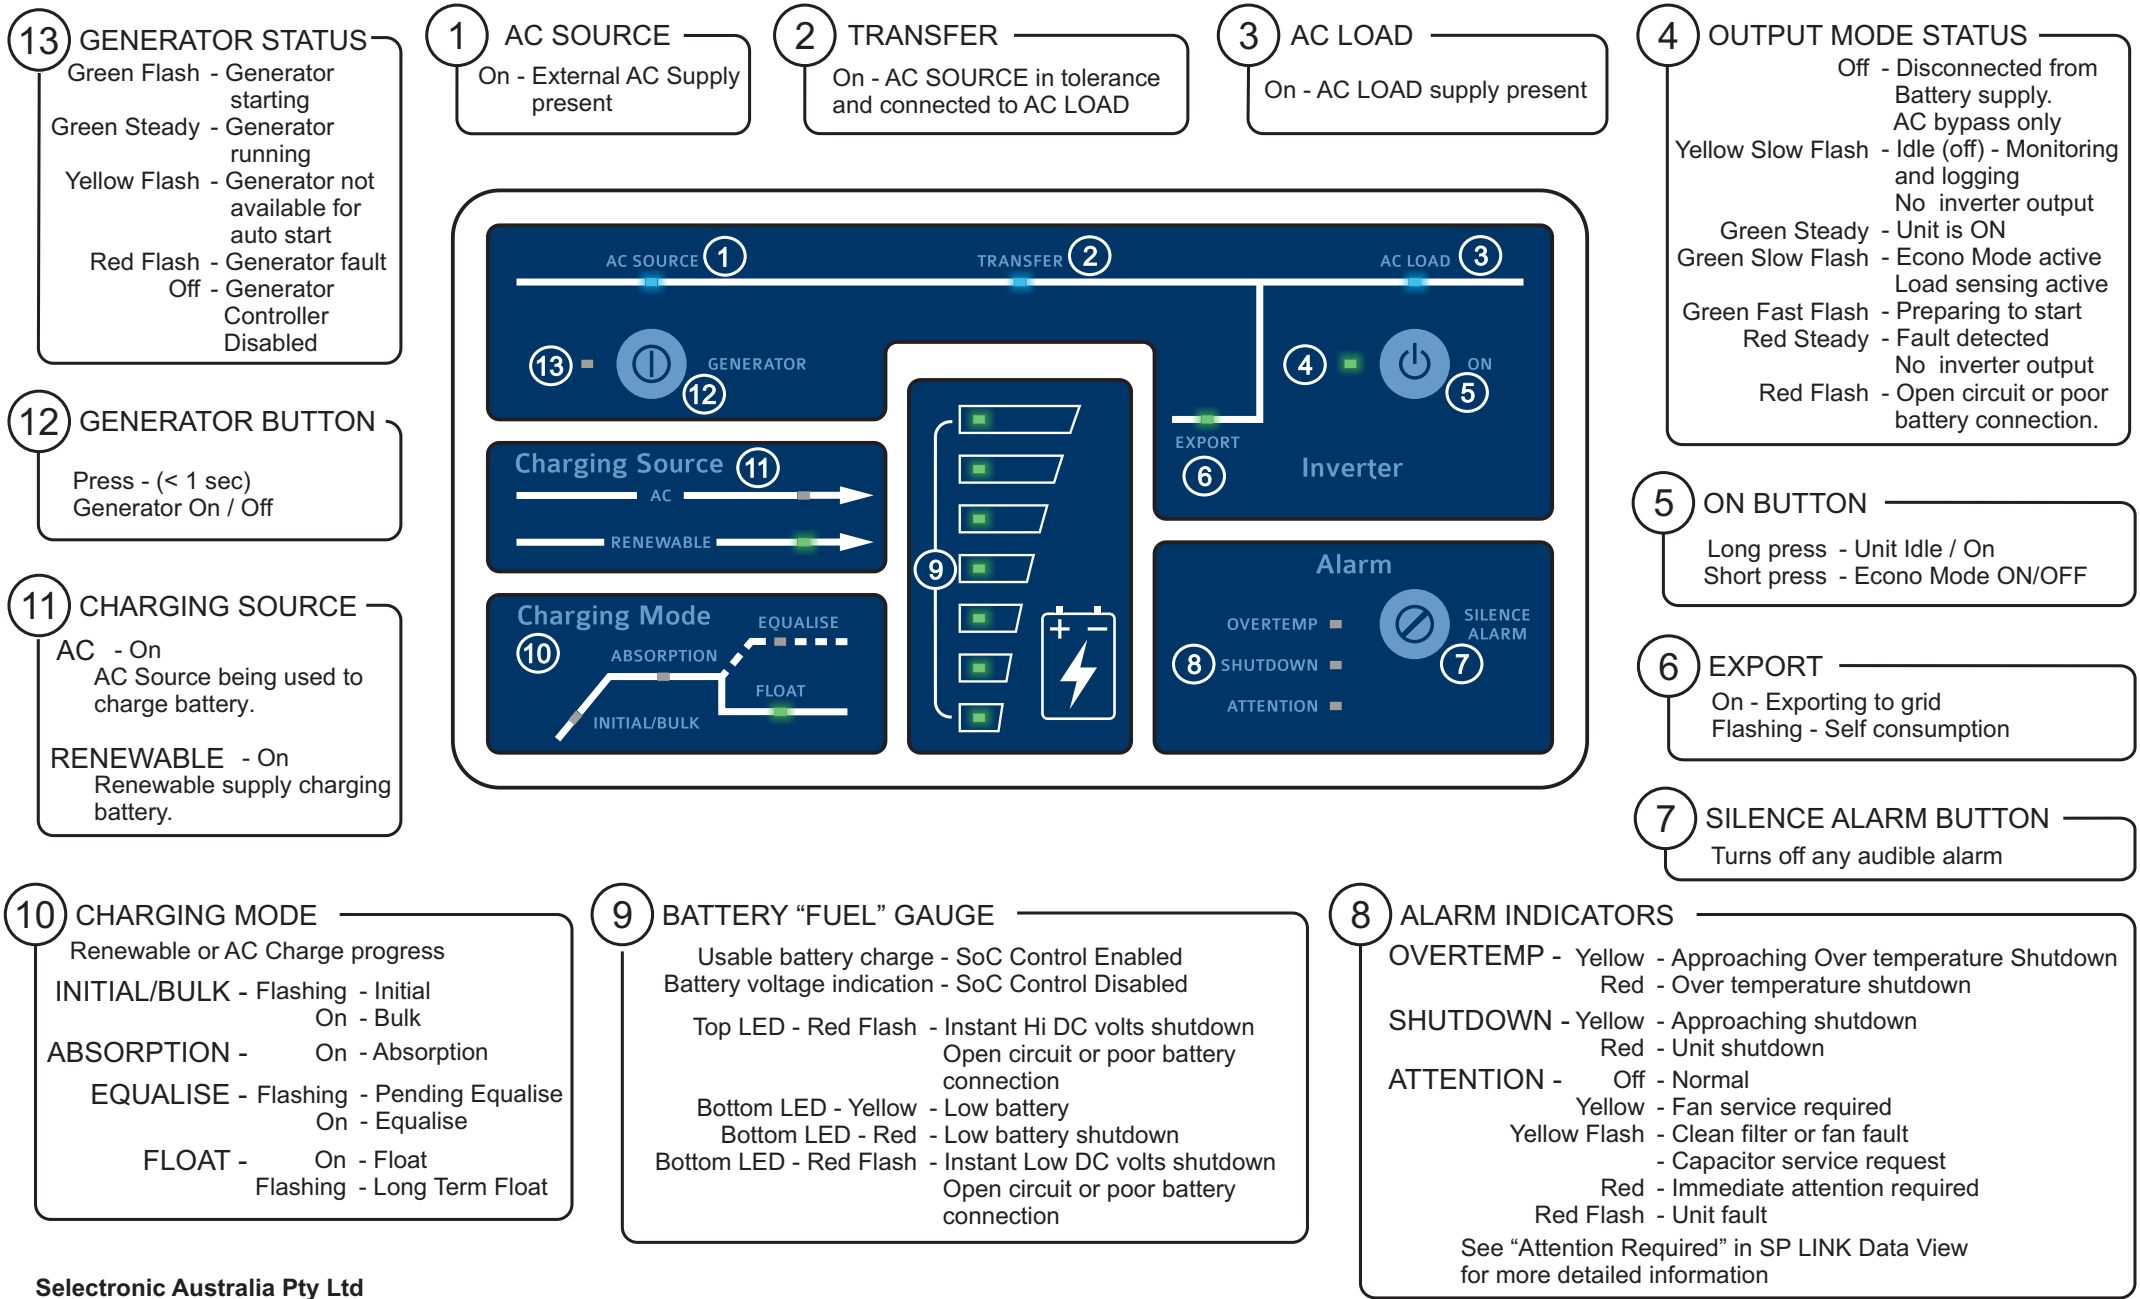 13 GENERATOR STATUS
Green Flash - Generator
starting
Green Steady - Generator
running
Yellow Flash - Generator not
available for
auto start
Red Flash - Generator fault
Off - Generator
Controller
Disabled
12 GENERATOR BUTTON
Press - (< 1 sec)
Generator On / Off
11 CHARGING SOURCE
AC - On
AC Source being used to
charge battery.
RENEWABLE - On
Renewable supply charging
battery.
1 AC SOURCE
On - External AC Supply
present
2 TRANSFER
On - AC SOURCE in tolerance
and connected to AC LOAD
3 AC LOAD
On - AC LOAD supply present
4 OUTPUT MODE STATUS
Off - Disconnected from
Battery supply.
AC bypass only
Yellow Slow Flash - Idle (off) - Monitoring
and logging
No inverter output
Green Steady - Unit is ON
Green Slow Flash - Econo Mode active
Load sensing active
Green Fast Flash - Preparing to start
Red Steady - Fault detected
No inverter output
Red Flash - Open circuit or poor
battery connection.
5 ON BUTTON
Long press - Unit Idle / On
Short press - Econo Mode ON/OFF
6 EXPORT
On - Exporting to grid
Flashing - Self consumption
7 SILENCE ALARM BUTTON
Turns off any audible alarm
AC SOURCE 1
TRANSFER 2
AC LOAD 3
13
GENERATOR
12
4
ON
5
EXPORT
6
Inverter
Charging Source 11
AC
RENEWABLE
Charging Mode
10
EQUALISE
ABSORPTION
FLOAT
INITIAL/BULK
9
+ −
Alarm
OVERTEMP
8 SHUTDOWN
ATTENTION
SILENCE
ALARM
7
10 CHARGING MODE
Renewable or AC Charge progress
INITIAL/BULK - Flashing - Initial
On - Bulk
ABSORPTION - On - Absorption
EQUALISE - Flashing - Pending Equalise
On - Equalise
FLOAT - On - Float
Flashing - Long Term Float
9 BATTERY “FUEL” GAUGE
Usable battery charge - SoC Control Enabled
Battery voltage indication - SoC Control Disabled
Top LED - Red Flash - Instant Hi DC volts shutdown
Open circuit or poor battery
connection
Bottom LED - Yellow - Low battery
Bottom LED - Red - Low battery shutdown
Bottom LED - Red Flash - Instant Low DC volts shutdown
Open circuit or poor battery
connection
8 ALARM INDICATORS
OVERTEMP - Yellow - Approaching Over temperature Shutdown
Red - Over temperature shutdown
SHUTDOWN - Yellow - Approaching shutdown
Red - Unit shutdown
ATTENTION - Off - Normal
Yellow - Fan service required
Yellow Flash - Clean filter or fan fault
- Capacitor service request
Red - Immediate attention required
Red Flash - Unit fault
See “Attention Required” in SP LINK Data View
for more detailed information
Selectronic Australia Pty Ltd